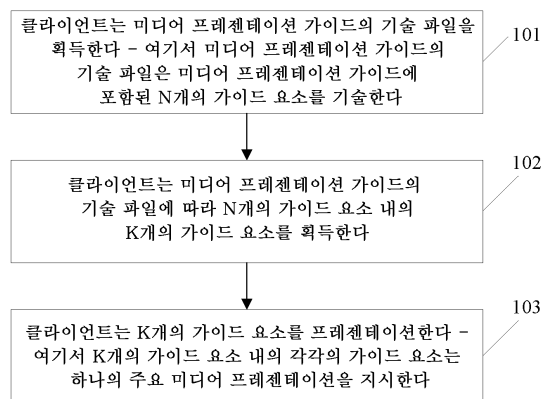 클라이언트는 미디어 프레젠테이션 가이드의 기술 파일을
획득한다 - 여기서 미디어 프레젠테이션 가이드의
기술 파일은 미디어 프레젠테이션 가이드에
포함된 N개의 가이드 요소를 기술한다
101
클라이언트는 미디어 프레젠테이션 가이드의
기술 파일에 따라 N개의 가이드 요소 내의
K개의 가이드 요소를 획득한다
102
클라이언트는 K개의 가이드 요소를 프레젠테이션한다 -
여기서 K개의 가이드 요소 내의 각각의 가이드 요소는
하나의 주요 미디어 프레젠테이션을 지시한다
103